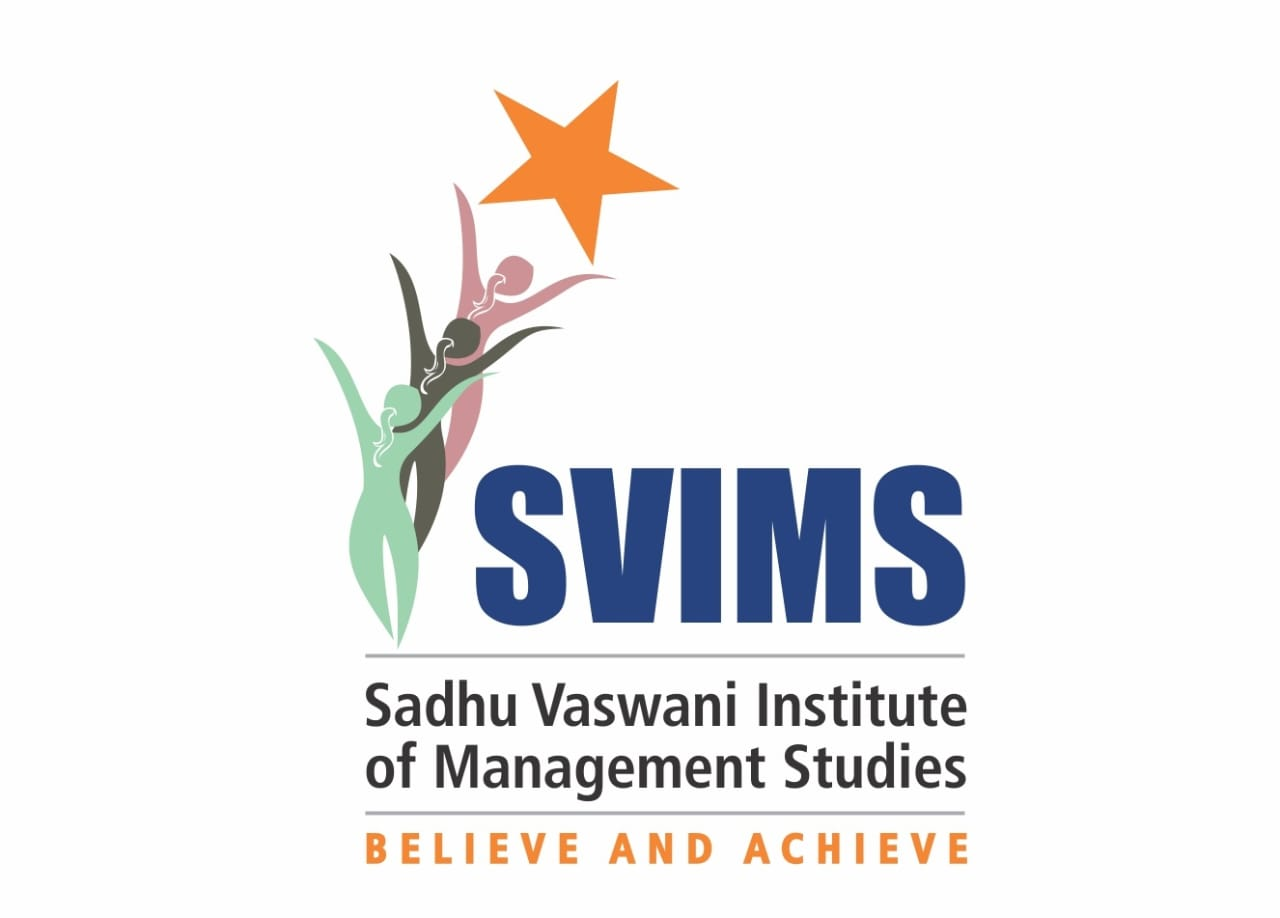 SVIMS
Sadhu Vaswani Institute
of Management Studies
BELIEVE AND ACHIEVE